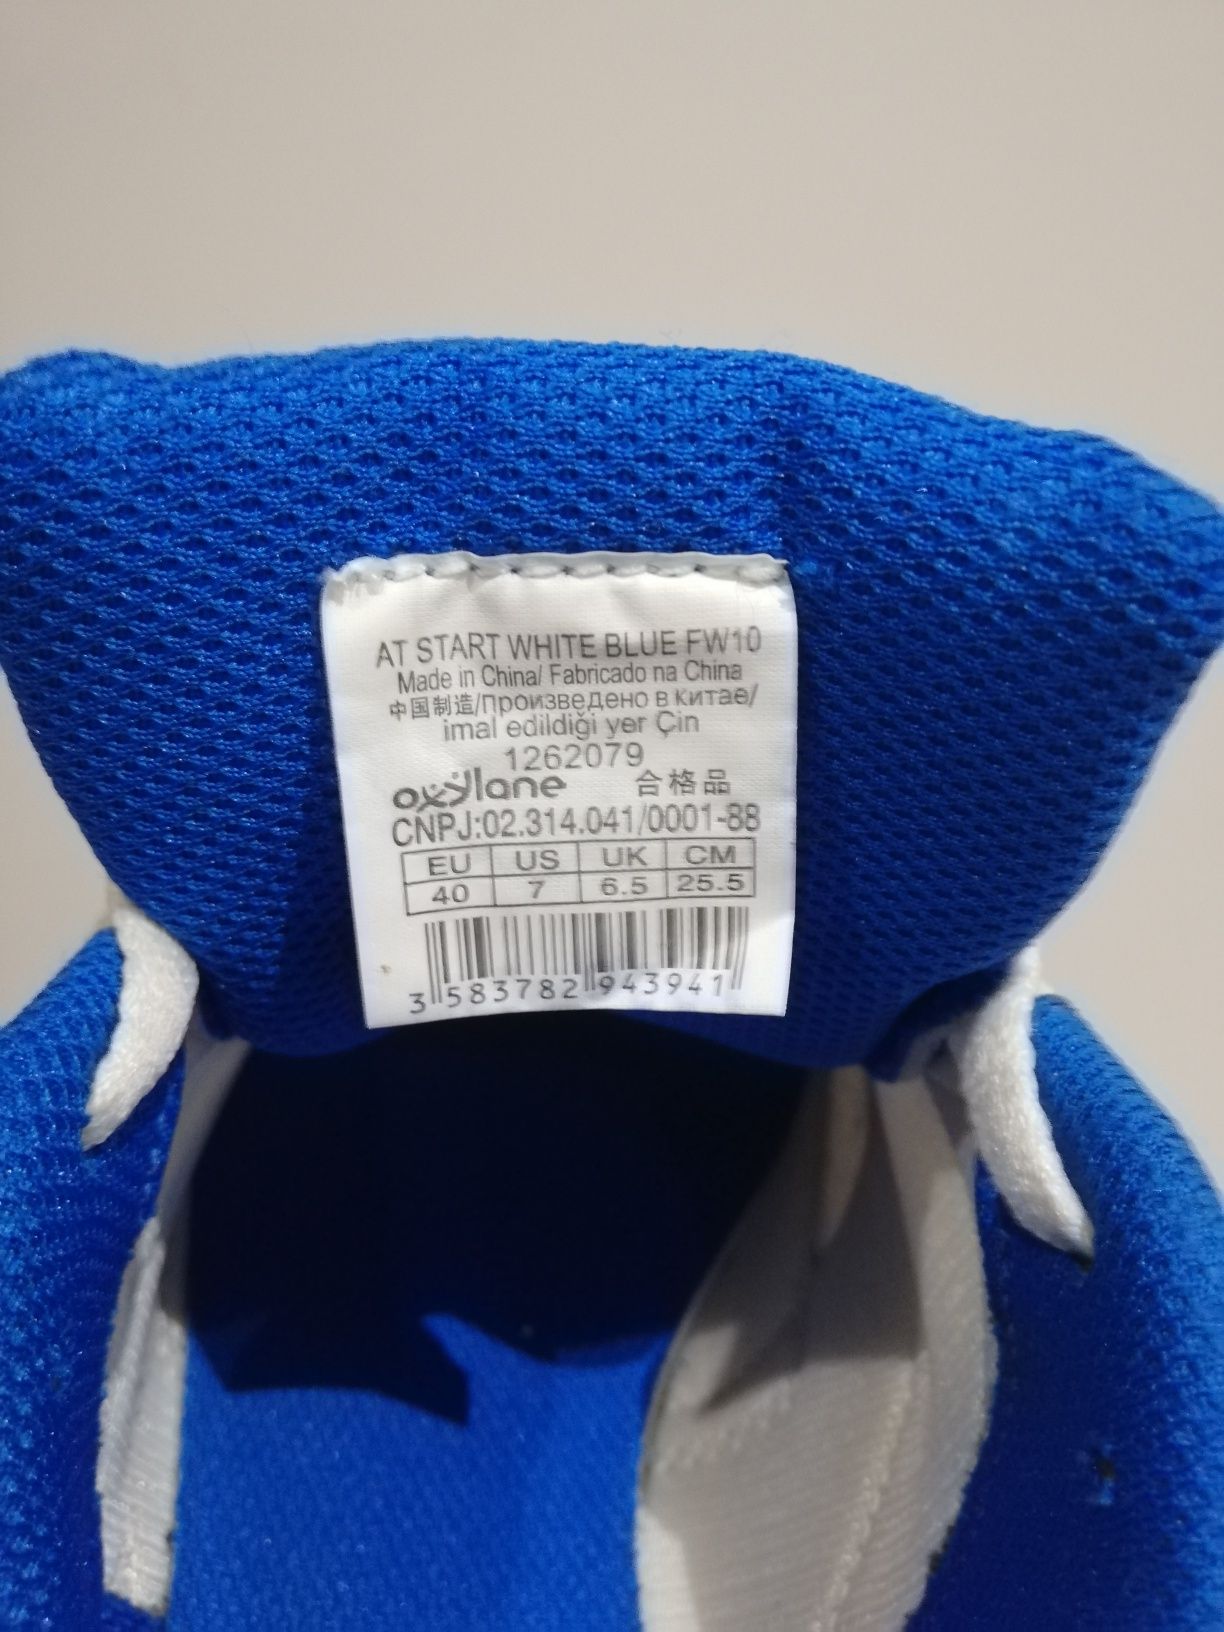 AT START WHITE BLUE FW10
Made in China/ Fabricado na China
中国制造/Произведено в Китае/
imal edildiği yer Çin
1262079
oxylane 合格品
CNPJ:02.314.041/0001-88
EU US UK CM
40 7 6.5 25.5
3 583782 943941